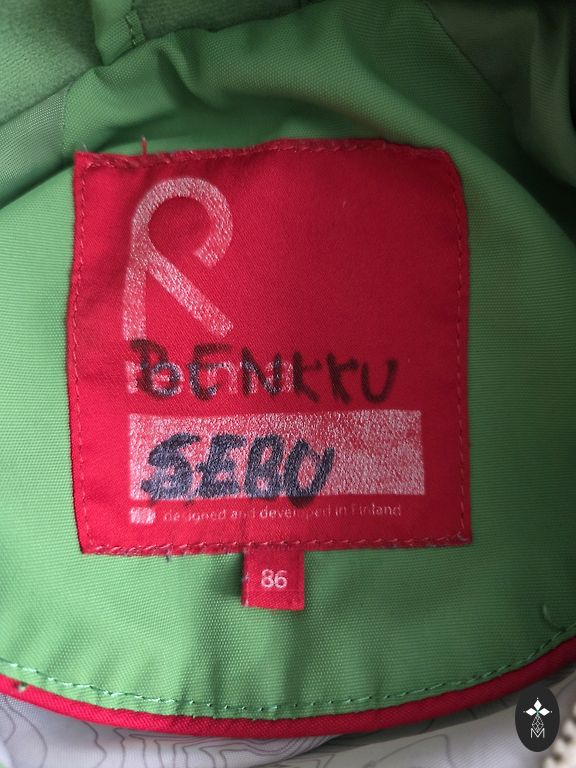 R
BENKKU
SEBU
designed and developed in Finland
86
M